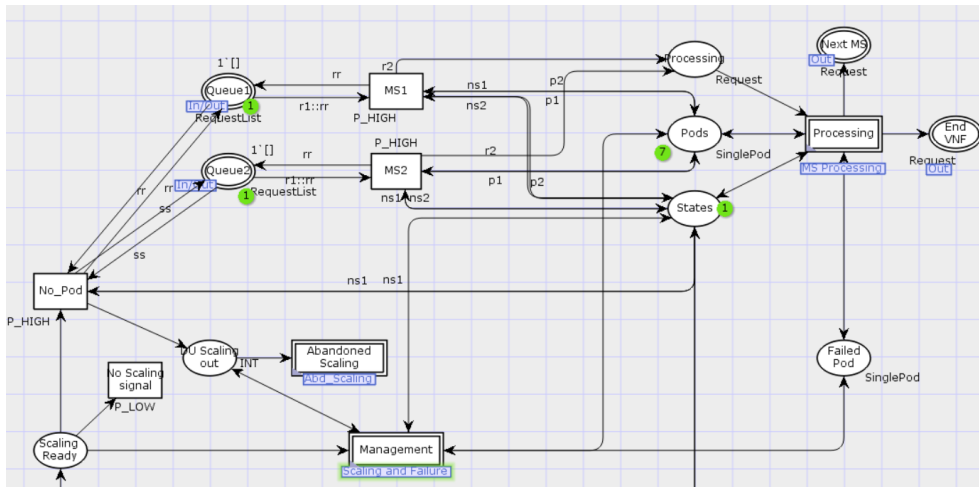 1`[]
Queue1
In/Out
1
RequestList
rr
r1::rr
r2
MS1
P_HIGH
ns1
ns2
p2
p1
Processing
Request
Next MS
Out
Request
Pods
7
SinglePod
Processing
MS Processing
End
VNF
Request
Out
1`[]
Queue2
In/Out
1
RequestList
rr
r1::rr
P_HIGH
MS2
r2
p1
p2
ns1
ns2
States
1
rr
rr
ss
ss
No_Pod
P_HIGH
ns1
ns1
DU Scaling
out
INT
Abandoned
Scaling
Abd_Scaling
No Scaling
signal
P_LOW
Failed
Pod
SinglePod
Scaling
Ready
Management
Scaling and Failure